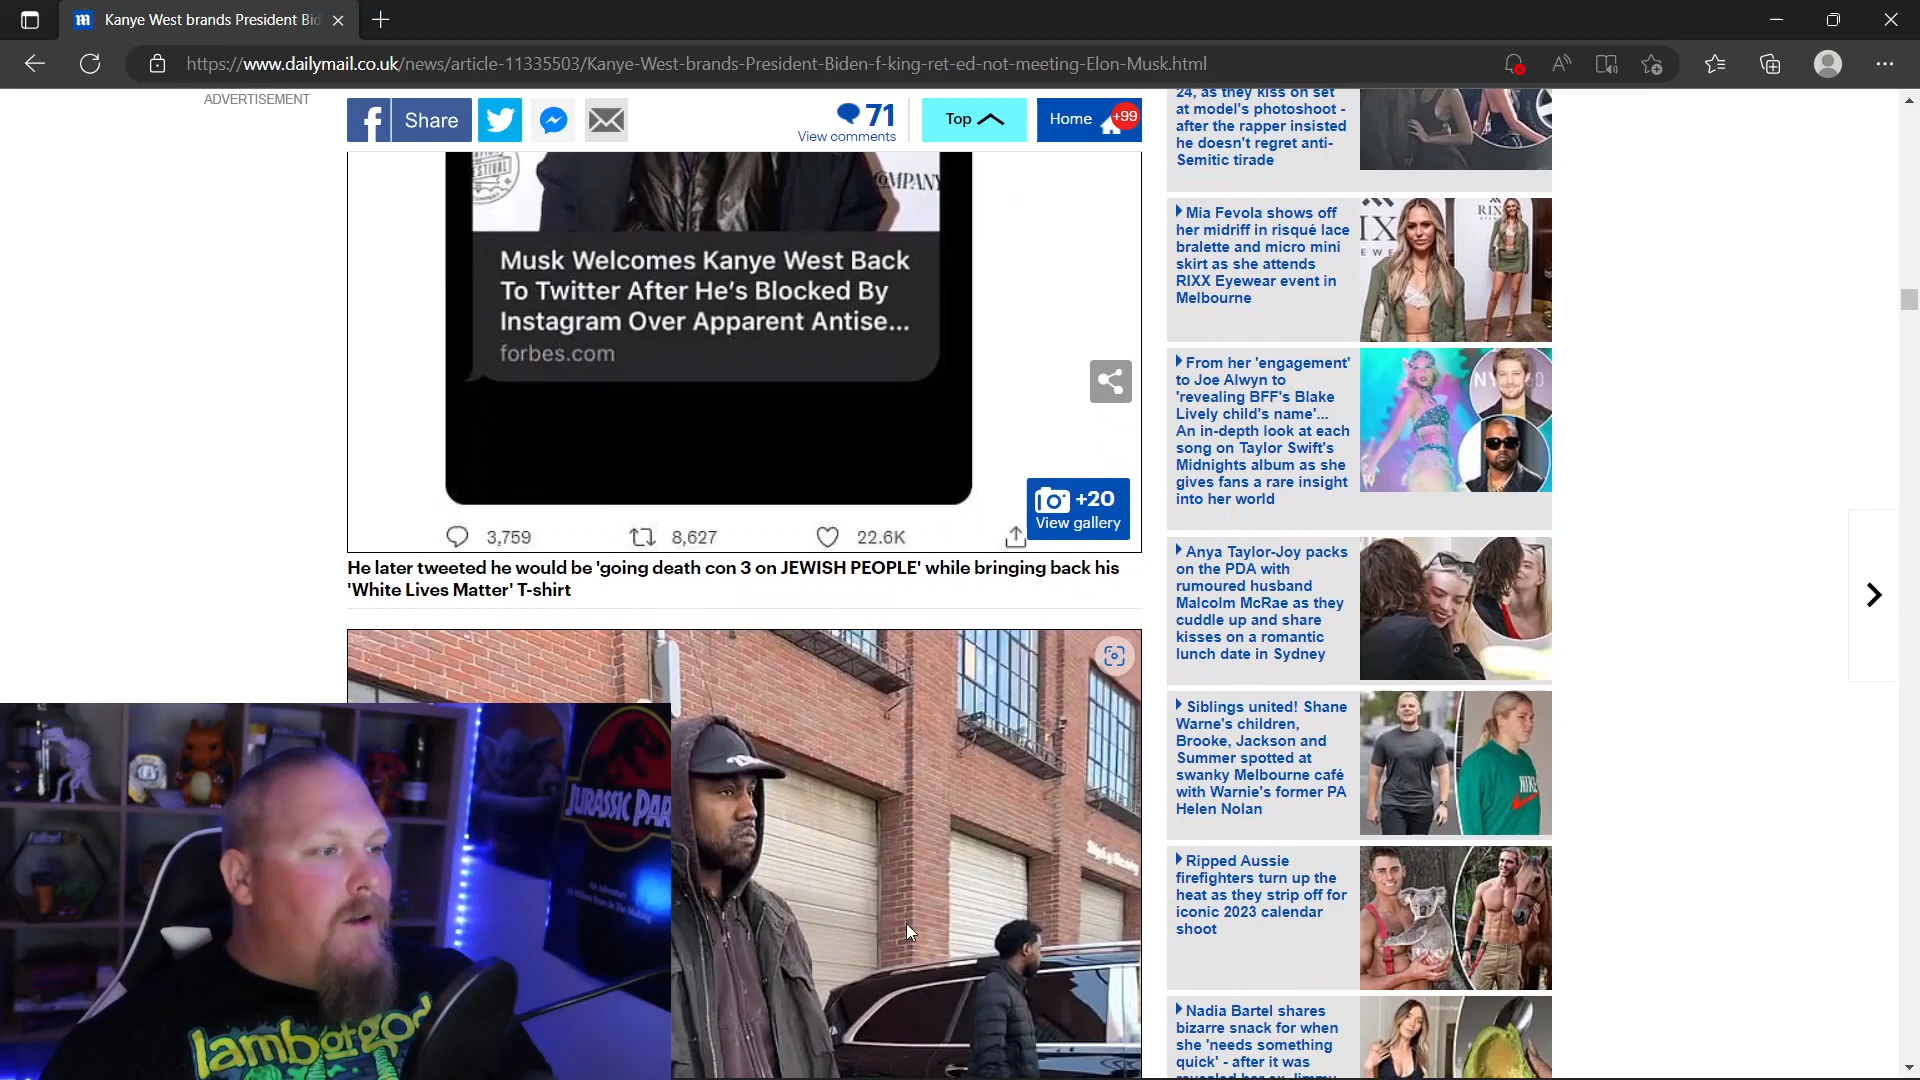 Kanye West brands President Bid
https://www.dailymail.co.uk/news/article-11335503/Kanye-West-brands-President-Biden-f-king-ret-ed-not-meeting-Elon-Musk.html
ADVERTISEMENT
Share
71
View comments
Top
Home
+99
COMPANY
Musk Welcomes Kanye West Back
To Twitter After He's Blocked By
Instagram Over Apparent Antise...
forbes.com
+20
View gallery
3,759
8,627
22.6K
He later tweeted he would be 'going death con 3 on JEWISH PEOPLE' while bringing back his
'White Lives Matter' T-shirt
JURASSIC PAR
lamb of god
24, as they kiss on set
at model's photoshoot -
after the rapper insisted
he doesn't regret anti-
Semitic tirade
Mia Fevola shows off
her midriff in risqué lace
bralette and micro mini
skirt as she attends
RIXX Eyewear event in
Melbourne
From her 'engagement'
to Joe Alwyn to
'revealing BFF's Blake
Lively child's name'...
An in-depth look at each
song on Taylor Swift's
Midnights album as she
gives fans a rare insight
into her world
Anya Taylor-Joy packs
on the PDA with
rumoured husband
Malcolm McRae as they
cuddle up and share
kisses on a romantic
lunch date in Sydney
Siblings united! Shane
Warne's children,
Brooke, Jackson and
Summer spotted at
swanky Melbourne café
with Warnie's former PA
Helen Nolan
NIKE
Ripped Aussie
firefighters turn up the
heat as they strip off for
iconic 2023 calendar
shoot
Nadia Bartel shares
bizarre snack for when
she 'needs something
quick' - after it was